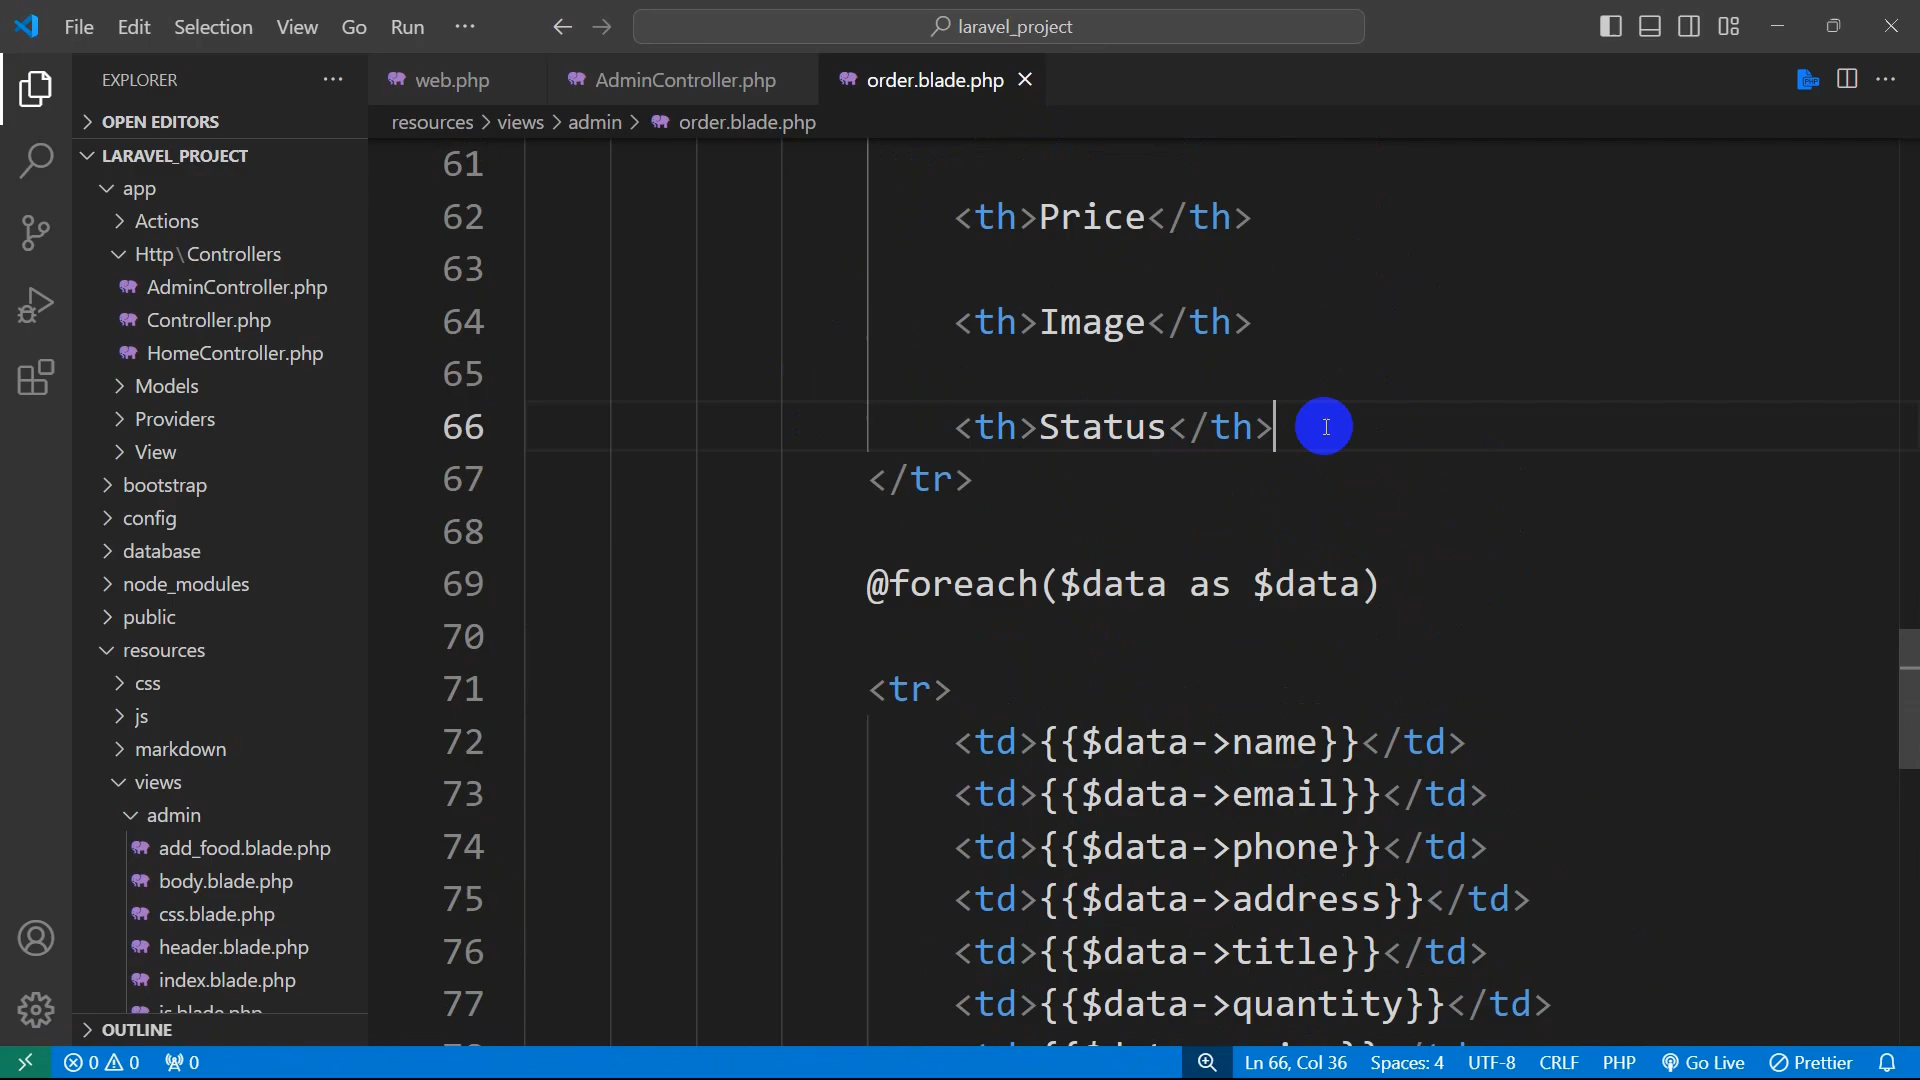 File Edit Selection View Go Run ··· laravel_project
EXPLORER ···
web.php AdminController.php order.blade.php
OPEN EDITORS
resources > views > admin > order.blade.php
LARAVEL_PROJECT
app
Actions
Http\Controllers
AdminController.php
Controller.php
HomeController.php
Models
Providers
View
bootstrap
config
database
node_modules
public
resources
css
js
markdown
views
admin
add_food.blade.php
body.blade.php
css.blade.php
header.blade.php
index.blade.php
js.blade.php
OUTLINE
61
62 <th>Price</th>
63
64 <th>Image</th>
65
66 <th>Status</th>
67 </tr>
68
69 @foreach($data as $data)
70
71 <tr>
72 <td>{{$data->name}}</td>
73 <td>{{$data->email}}</td>
74 <td>{{$data->phone}}</td>
75 <td>{{$data->address}}</td>
76 <td>{{$data->title}}</td>
77 <td>{{$data->quantity}}</td>
0 0 0 Ln 66, Col 36 Spaces: 4 UTF-8 CRLF PHP Go Live Prettier